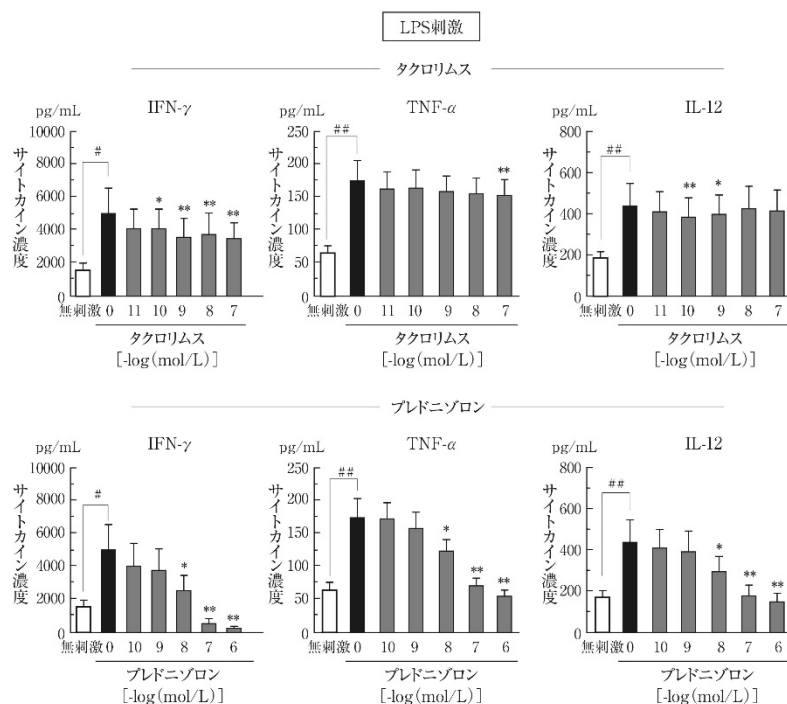 LPS刺激
タクロリムス
IFN-γ
TNF-α
IL-12
pg/mL
サイトカイン濃度
10000
8000
6000
4000
2000
0
#
*
**
**
**
無刺激 0 11 10 9 8 7
タクロリムス
[-log(mol/L)]
pg/mL
サイトカイン濃度
250
200
150
100
50
0
##
**
無刺激 0 11 10 9 8 7
タクロリムス
[-log(mol/L)]
pg/mL
サイトカイン濃度
800
600
400
200
0
##
**
*
無刺激 0 11 10 9 8 7
タクロリムス
[-log(mol/L)]
プレドニゾロン
IFN-γ
TNF-α
IL-12
pg/mL
サイトカイン濃度
10000
8000
6000
4000
2000
0
#
*
**
**
無刺激 0 10 9 8 7 6
プレドニゾロン
[-log(mol/L)]
pg/mL
サイトカイン濃度
250
200
150
100
50
0
##
*
**
**
無刺激 0 10 9 8 7 6
プレドニゾロン
[-log(mol/L)]
pg/mL
サイトカイン濃度
800
600
400
200
0
##
*
**
**
無刺激 0 10 9 8 7 6
プレドニゾロン
[-log(mol/L)]